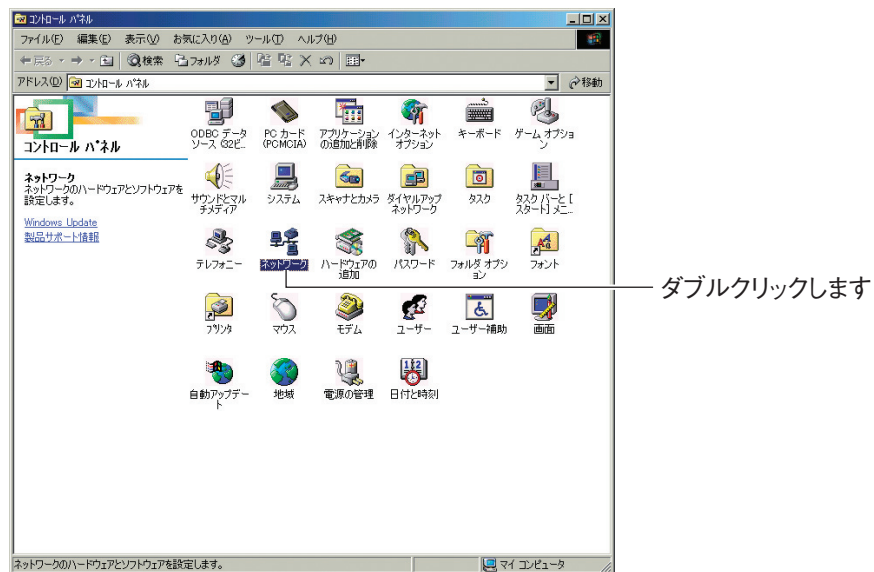 コントロール パネル
ファイル(F) 編集(E) 表示(V) お気に入り(A) ツール(T) ヘルプ(H)
戻る 検索 フォルダ
アドレス(D) コントロール パネル 移動
コントロール パネル
ネットワーク
ネットワークのハードウェアとソフトウェアを
設定します。
Windows Update
製品サポート情報
ODBC データ
ソース (32ビ...
PC カード
(PCMCIA)
アプリケーション
の追加と削除
インターネット
オプション
キーボード
ゲーム オプショ
ン
サウンドとマル
チメディア
システム
スキャナとカメラ
ダイヤルアップ
ネットワーク
タスク
タスク バーと [
スタート] メニ...
テレフォニー
ネットワーク
ハードウェアの
追加
パスワード
フォルダ オプシ
ョン
フォント
ダブルクリックします
プリンタ
マウス
モデム
ユーザー
ユーザー補助
画面
自動アップデー
ト
地域
電源の管理
日付と時刻
ネットワークのハードウェアとソフトウェアを設定します。
マイ コンピュータ